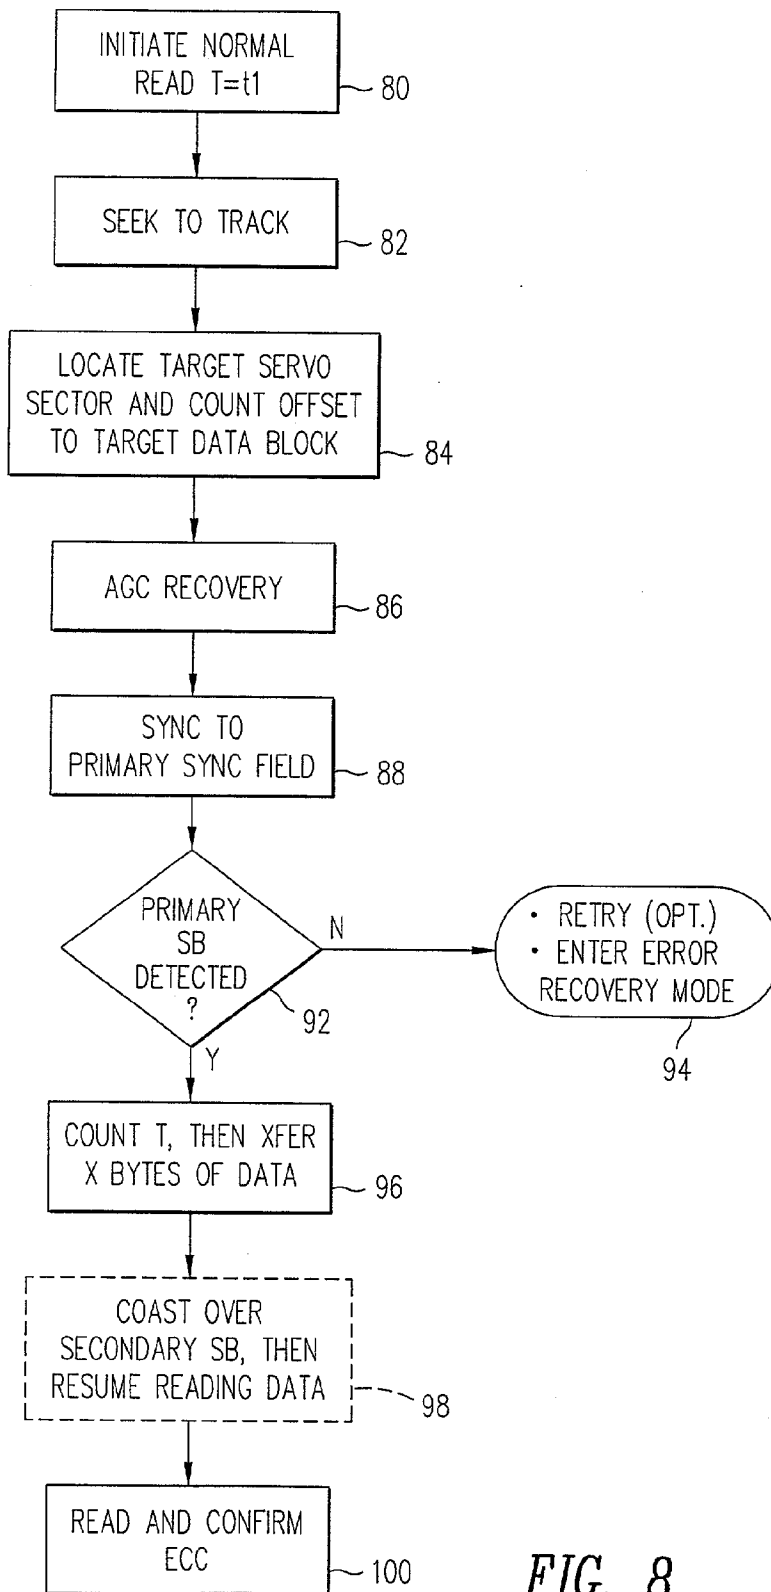 INITIATE NORMAL
READ T=t1
80
SEEK TO TRACK
82
LOCATE TARGET SERVO
SECTOR AND COUNT OFFSET
TO TARGET DATA BLOCK
84
AGC RECOVERY
86
SYNC TO
PRIMARY SYNC FIELD
88
PRIMARY
SB
DETECTED
?
92
N
Y
• RETRY (OPT.)
• ENTER ERROR
RECOVERY MODE
94
COUNT T, THEN XFER
X BYTES OF DATA
96
COAST OVER
SECONDARY SB, THEN
RESUME READING DATA
98
READ AND CONFIRM
ECC
100
FIG. 8